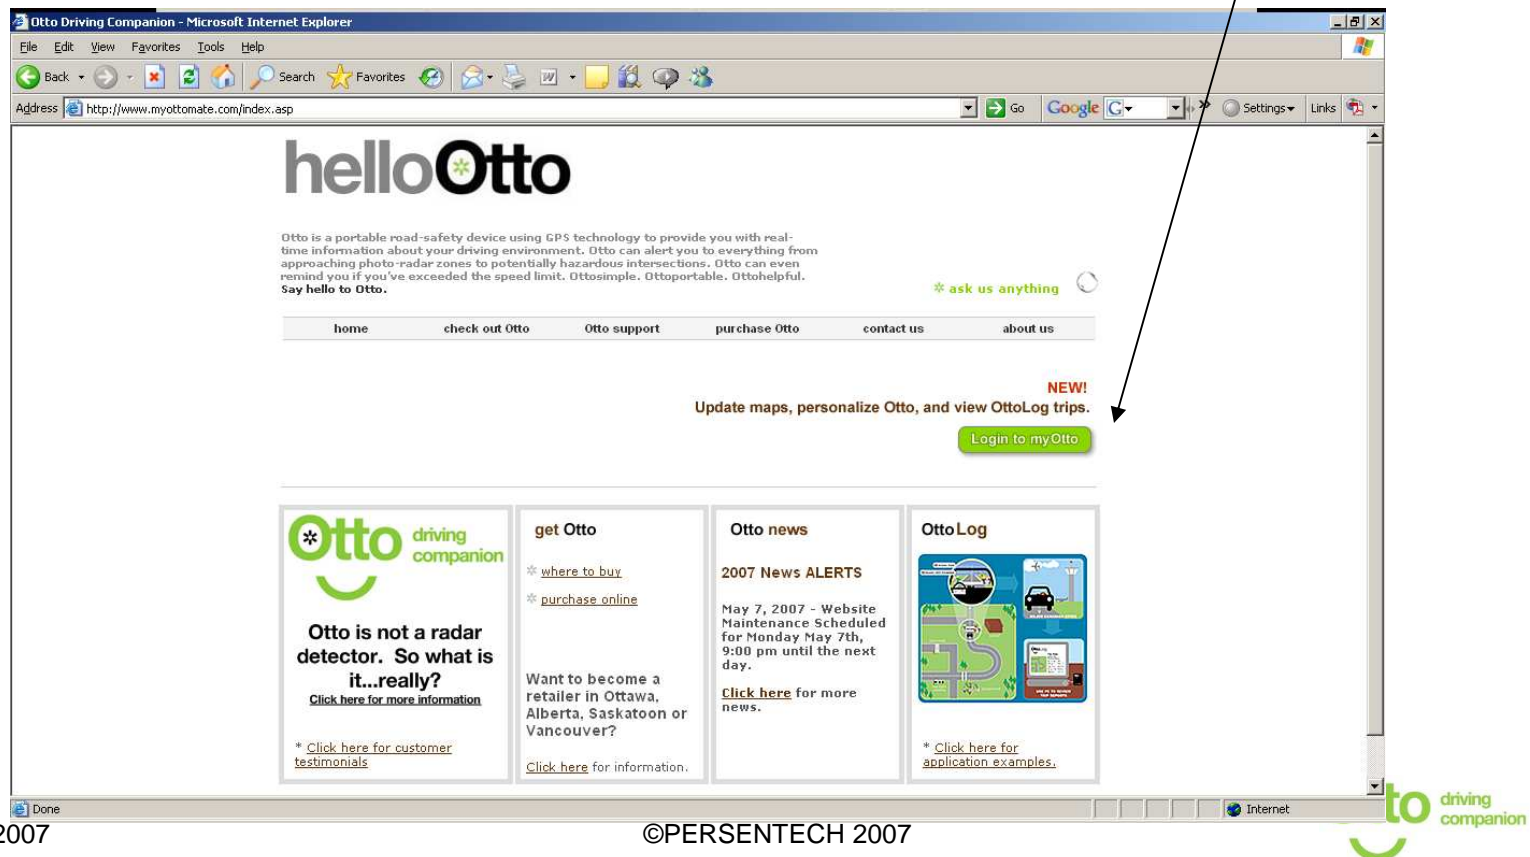 Otto Driving Companion - Microsoft Internet Explorer
File Edit View Favorites Tools Help
Back Search Favorites
Address http://www.myottomate.com/index.asp Go Google G Settings Links
helloOtto
Otto is a portable road-safety device using GPS technology to provide you with real-
time information about your driving environment. Otto can alert you to everything from
approaching photo-radar zones to potentially hazardous intersections. Otto can even
remind you if you've exceeded the speed limit. Ottosimple. Ottoportable. Ottohelpful.
Say hello to Otto.
* ask us anything
home check out Otto Otto support purchase Otto contact us about us
NEW!
Update maps, personalize Otto, and view OttoLog trips.
Login to myOtto
Otto driving
companion
Otto is not a radar
detector. So what is
it...really?
Click here for more information
* Click here for customer
testimonials
get Otto
* where to buy
* purchase online
Want to become a
retailer in Ottawa,
Alberta, Saskatoon or
Vancouver?
Click here for information.
Otto news
2007 News ALERTS
May 7, 2007 - Website
Maintenance Scheduled
for Monday May 7th,
9:00 pm until the next
day.
Click here for more
news.
OttoLog
* Click here for
application examples.
Done Internet
to driving
companion
2007 ©PERSENTECH 2007